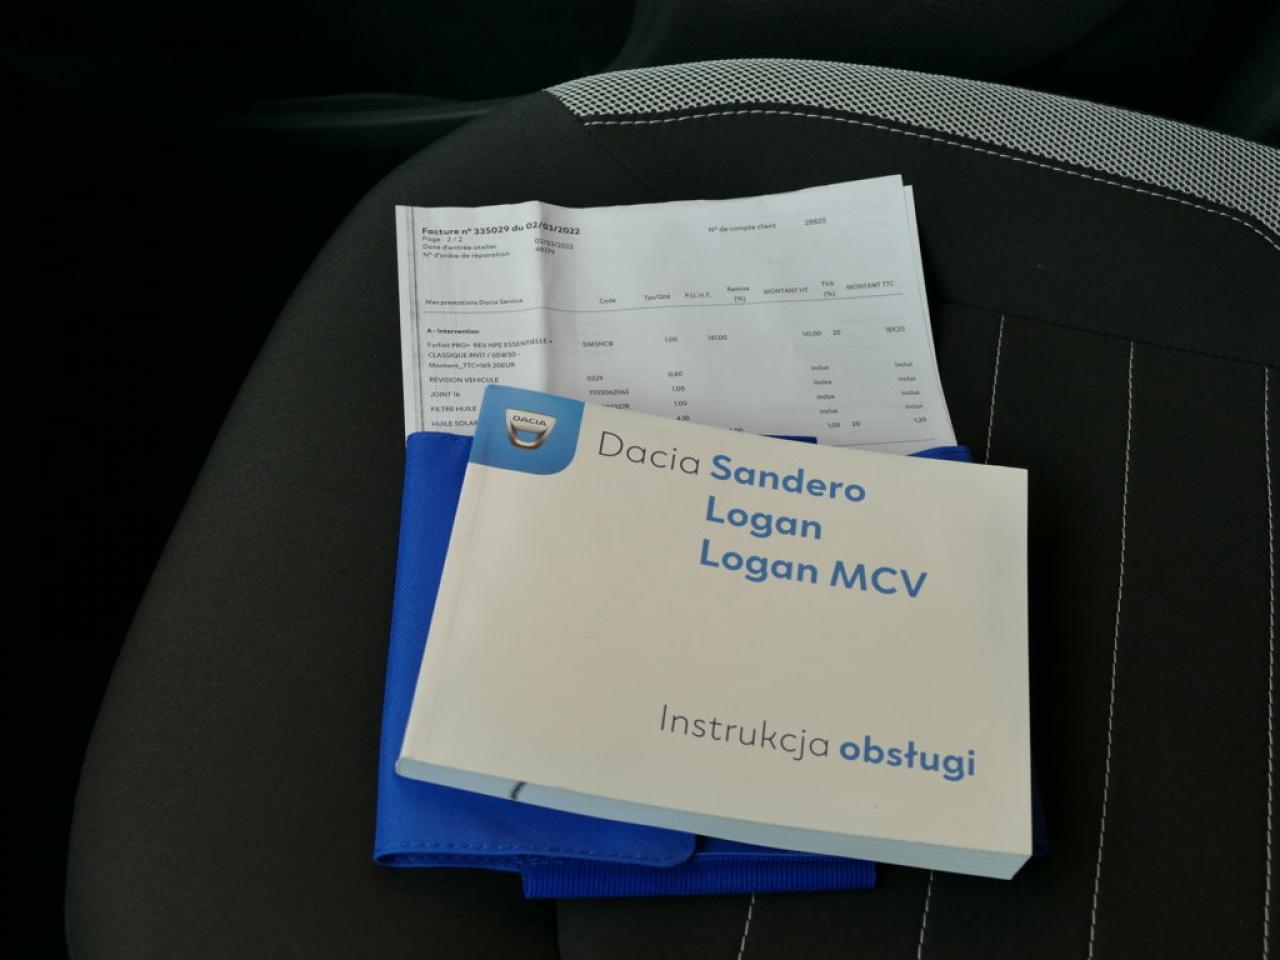 Facture n° 335029 du 02/03/2022
Page 2 / 2
Date d'entrée atelier 02/03/2022
N° d'ordre de réparation 48779
N° de compte client 28820
Mes prestations Dacia Service Code Tps/Qté P.U. H.T. Remise (%) MONTANT HT TVA (%) MONTANT TTC
A - Intervention
Forfait PRO+ REV NPE ESSENTIELLE + DMSNCB 1,00 141,00 141,00 20 169,20
CLASSIQUE RN17 / 05W30 -
Montant_TTC=169.20EUR
REVISION VEHICULE 0229 0,60 inclus inclus
JOINT 16 7703062062 1,00 inclus inclus
FILTRE HUILE 1,00 inclus inclus
HUILE 4,10 inclus inclus
1,00 20 1,20
DACIA
Dacia Sandero
Logan
Logan MCV
Instrukcja obsługi